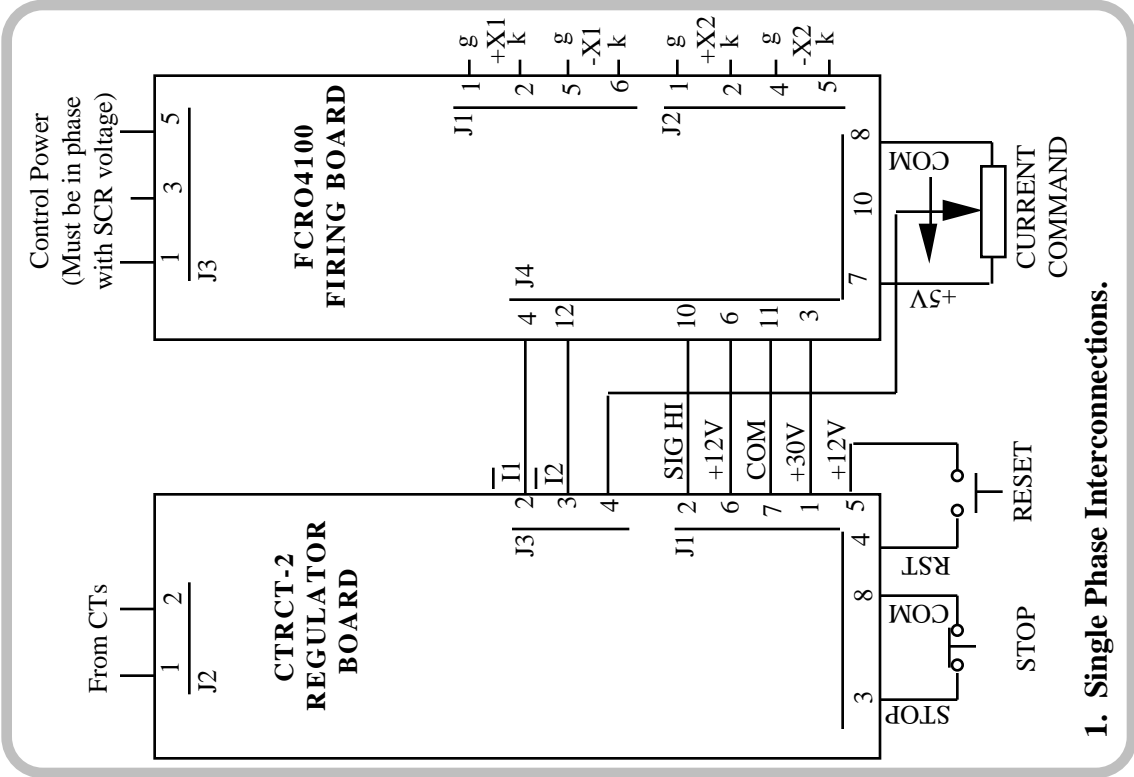 Control Power
(Must be in phase
with SCR voltage)
1 3 5
J3
FCRO4100
FIRING BOARD
J1
1 2 5 6
g +X1 k g -X1 k
J2
1 2 4 5
g +X2 k g -X2 k
J4
4 12 10 6 11 3
7 10 8
+5V
COM
CURRENT
COMMAND
From CTs
1 2
J2
CTRCT-2
REGULATOR
BOARD
J3
2 3 4
I1
I2
J1
2 6 7 1 5
SIG HI
+12V
COM
+30V
+12V
3 8 4
STOP
COM
RST
STOP
RESET
1. Single Phase Interconnections.